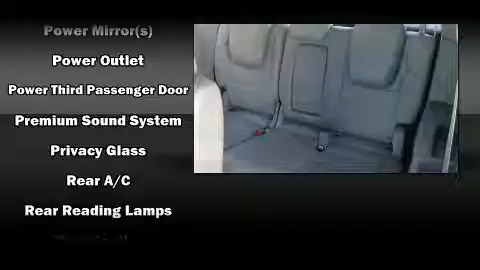 Power Mirror(s)
Power Outlet
Power Third Passenger Door
Premium Sound System
Privacy Glass
Rear A/C
Rear Reading Lamps